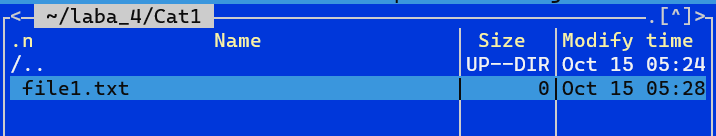 <─ ~/laba_4/Cat1 ─.[^]>
.n Name Size Modify time
/.. UP--DIR Oct 15 05:24
file1.txt 0 Oct 15 05:28